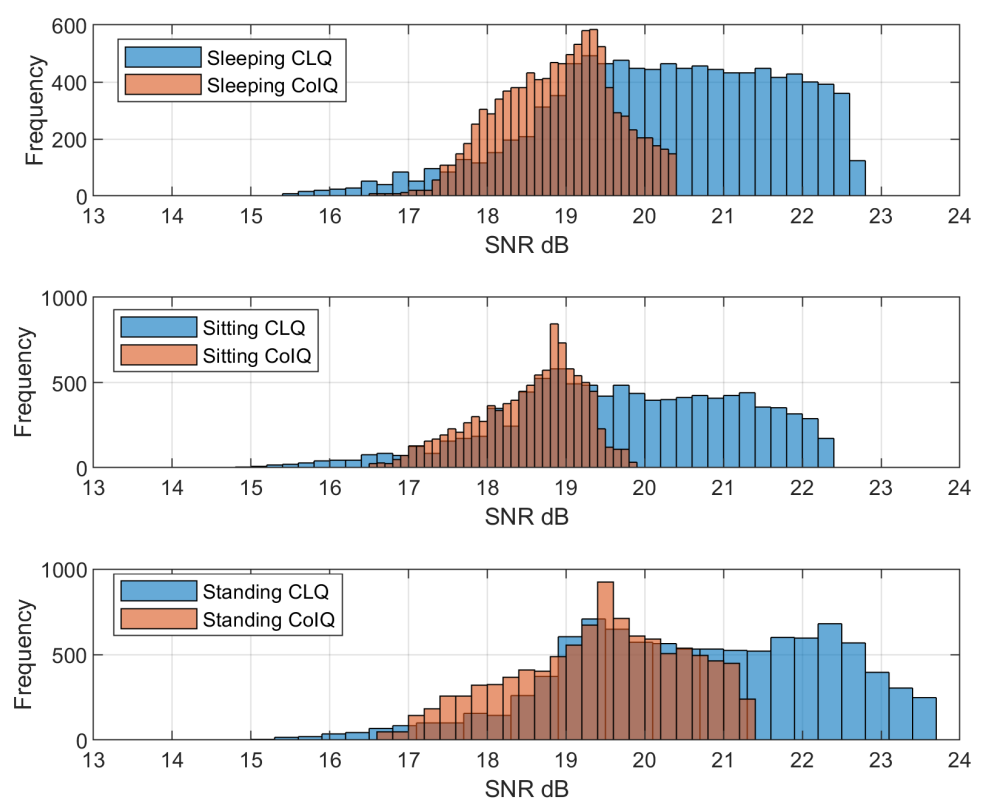 600
400
200
0
Frequency
Sleeping CLQ
Sleeping CoIQ
13 14 15 16 17 18 19 20 21 22 23 24
SNR dB
1000
500
0
Frequency
Sitting CLQ
Sitting CoIQ
13 14 15 16 17 18 19 20 21 22 23 24
SNR dB
1000
500
0
Frequency
Standing CLQ
Standing CoIQ
13 14 15 16 17 18 19 20 21 22 23 24
SNR dB